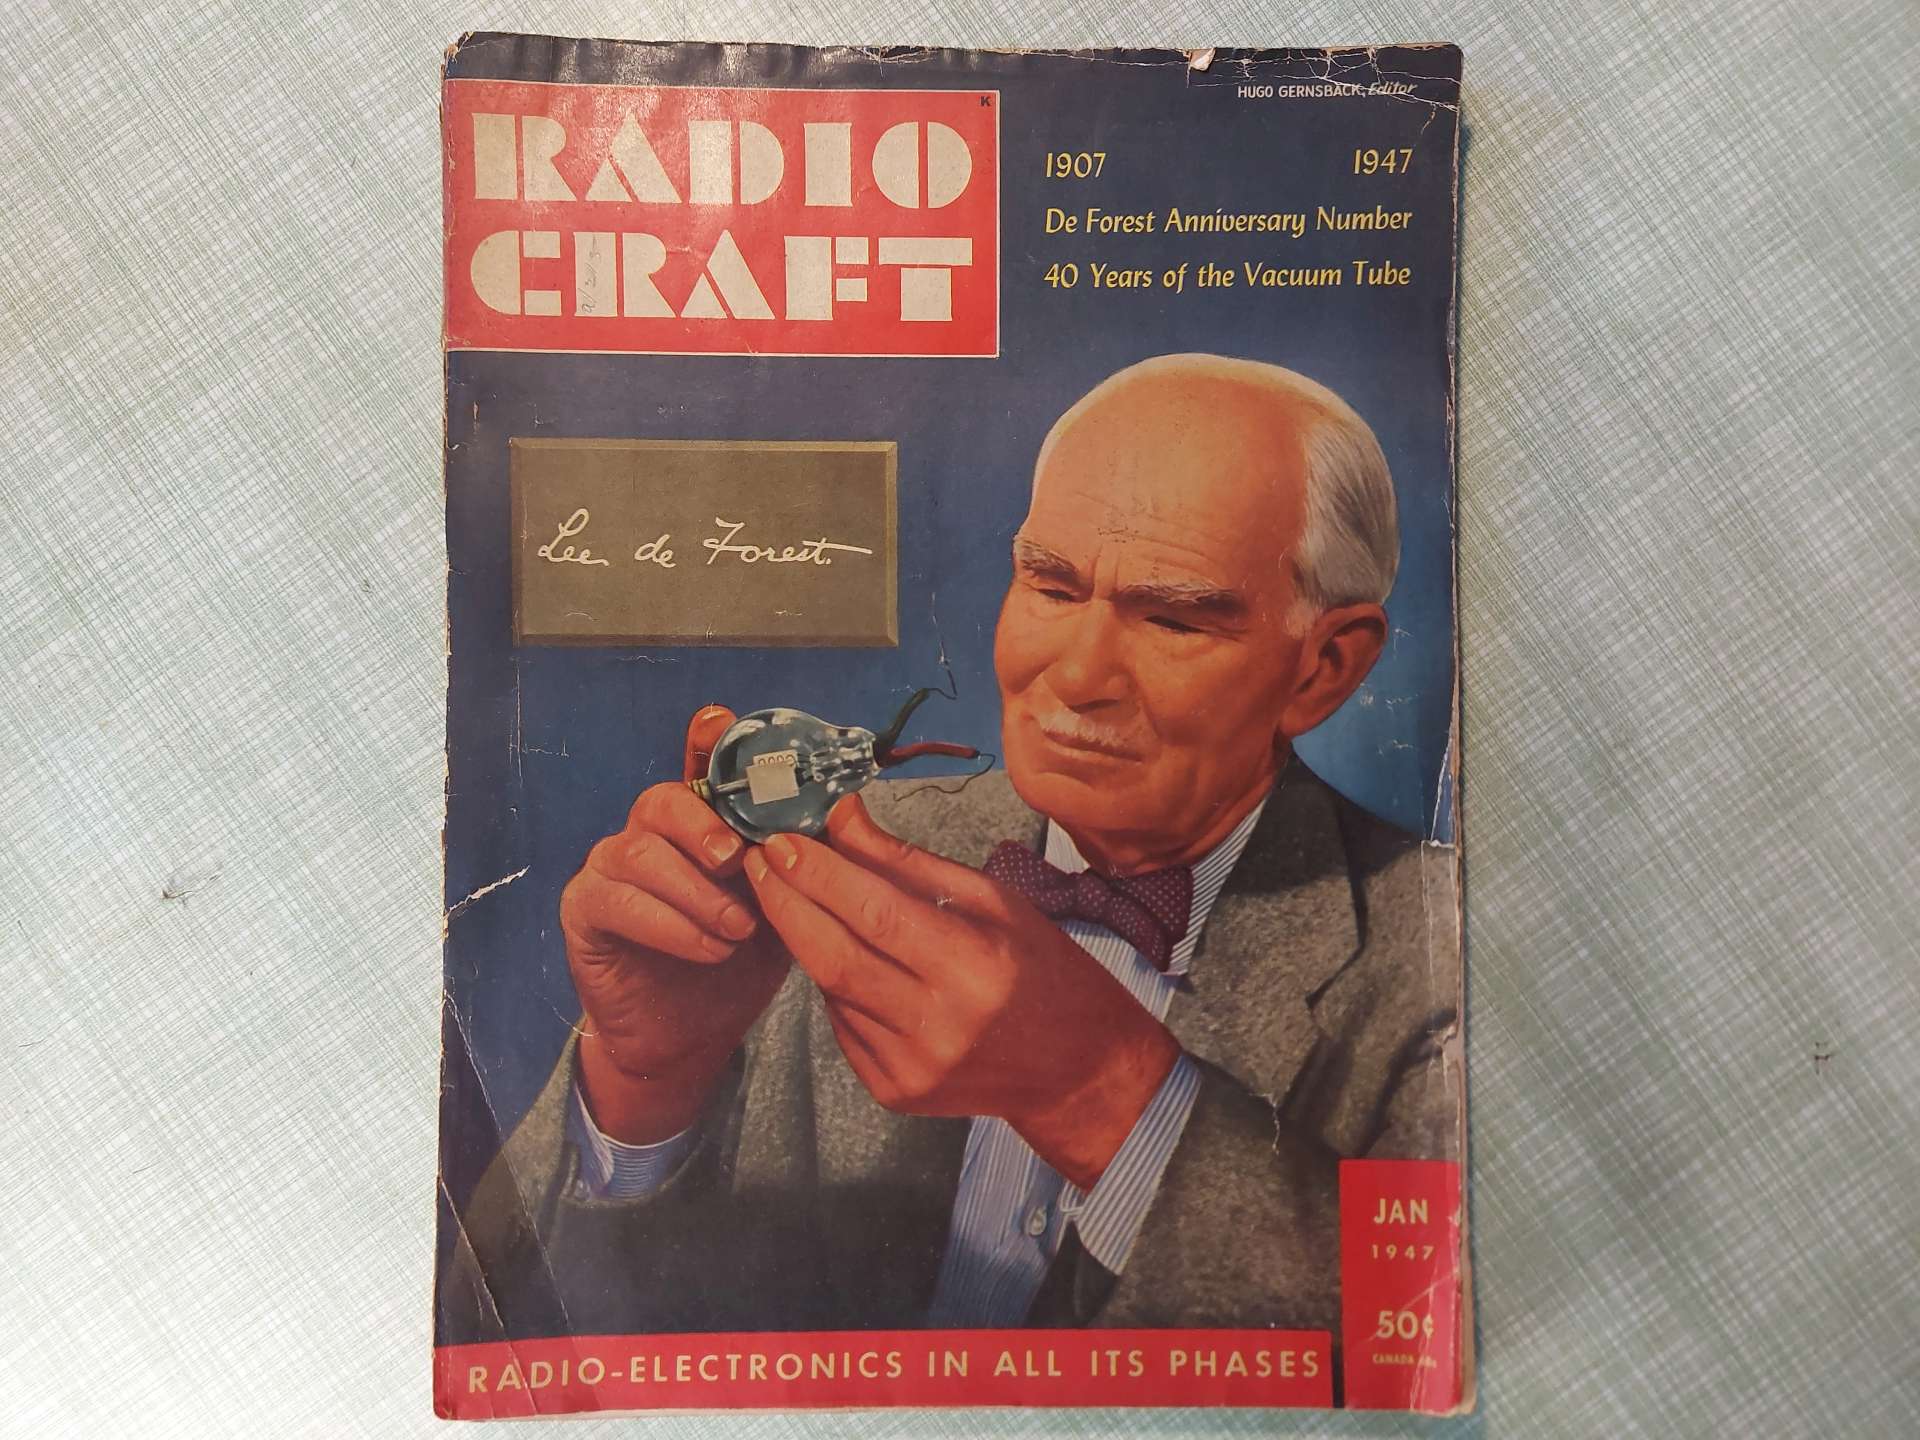 HUGO GERNSBACK, Editor
K
RADIO
CRAFT
1907 1947
De Forest Anniversary Number
40 Years of the Vacuum Tube
Lee de Forest
JAN
1947
50¢
CANADA
RADIO-ELECTRONICS IN ALL ITS PHASES